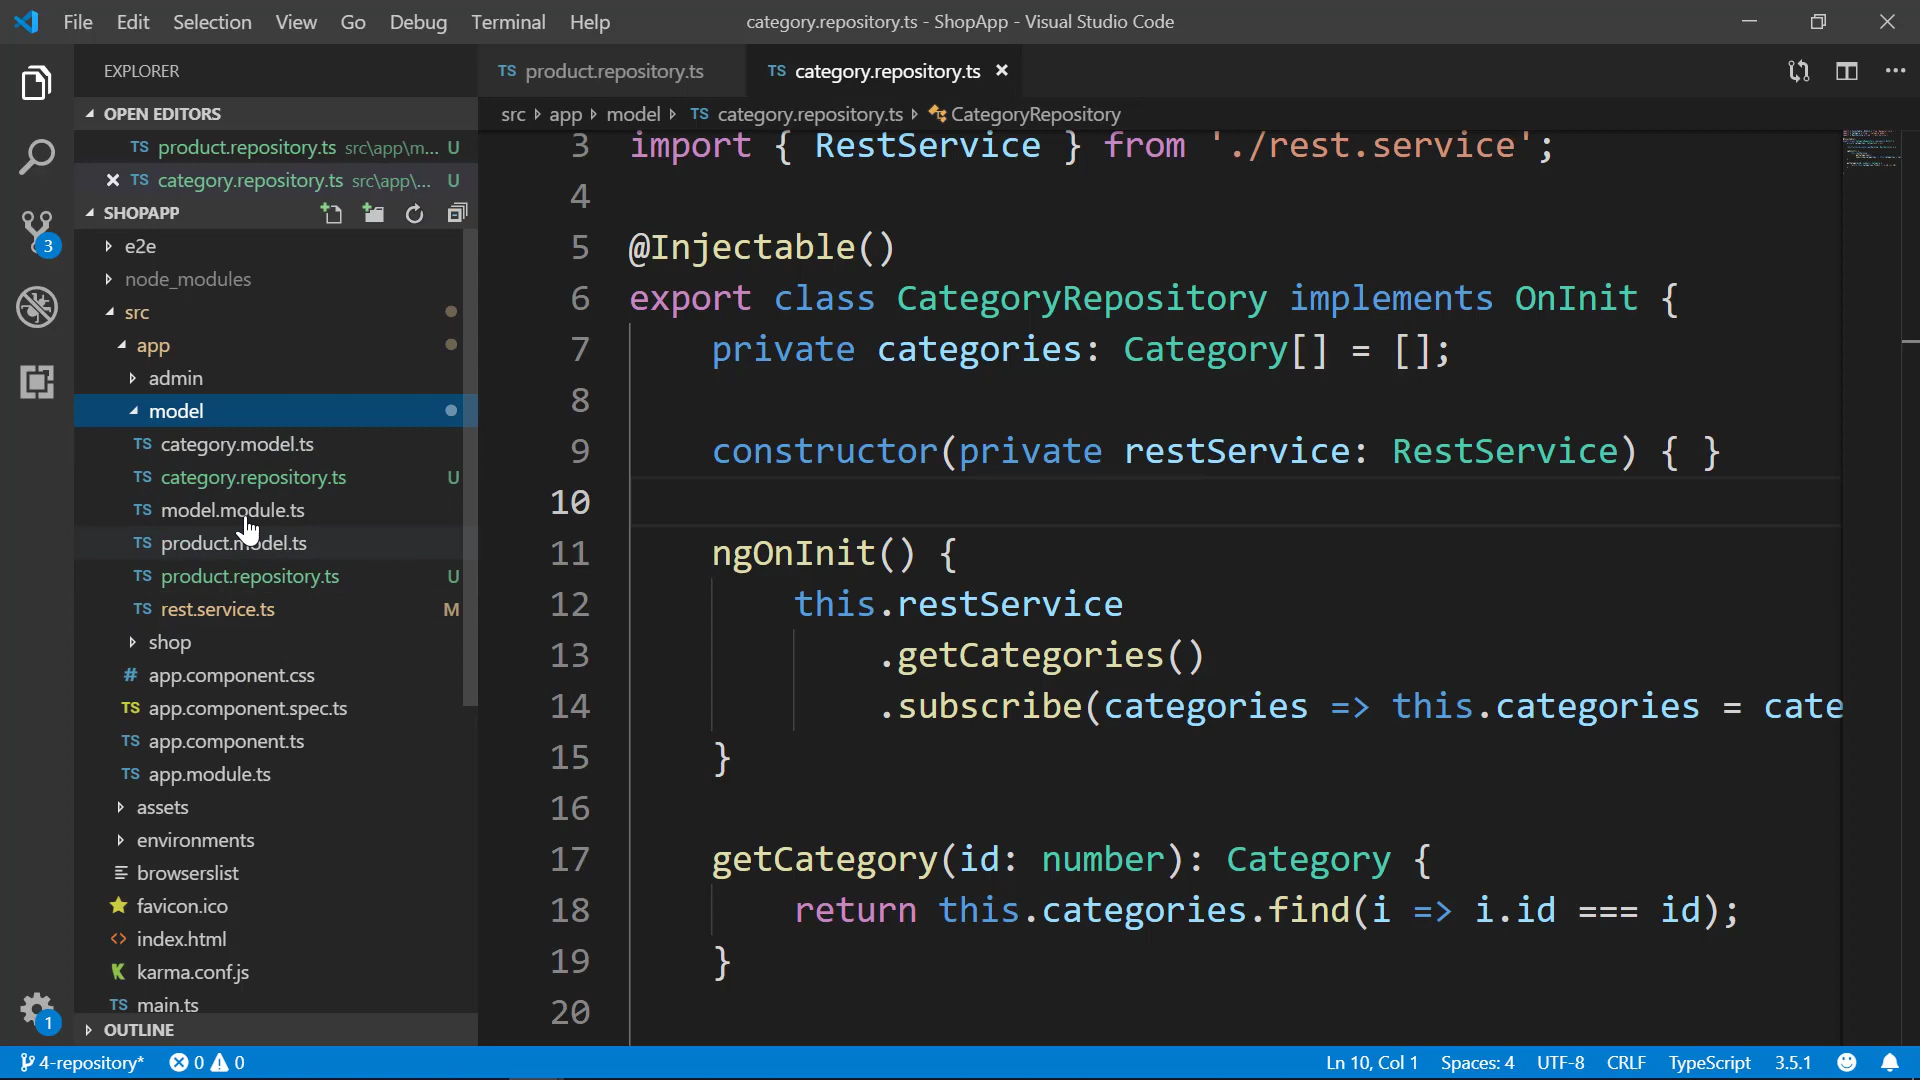 File Edit Selection View Go Debug Terminal Help
category.repository.ts - ShopApp - Visual Studio Code
EXPLORER
OPEN EDITORS
TS product.repository.ts src\app\m... U
TS category.repository.ts src\app\... U
SHOPAPP
e2e
node_modules
src
app
admin
model
TS category.model.ts
TS category.repository.ts U
TS model.module.ts
TS product.model.ts
TS product.repository.ts U
TS rest.service.ts M
shop
# app.component.css
TS app.component.spec.ts
TS app.component.ts
TS app.module.ts
assets
environments
browserslist
favicon.ico
<> index.html
K karma.conf.js
TS main.ts
OUTLINE
3
1
TS product.repository.ts
TS category.repository.ts
src app model TS category.repository.ts CategoryRepository
3 import { RestService } from './rest.service';
4
5 @Injectable()
6 export class CategoryRepository implements OnInit {
7 private categories: Category[] = [];
8
9 constructor(private restService: RestService) { }
10
11 ngOnInit() {
12 this.restService
13 .getCategories()
14 .subscribe(categories => this.categories = cate
15 }
16
17 getCategory(id: number): Category {
18 return this.categories.find(i => i.id === id);
19 }
20
4-repository* 0 0
Ln 10, Col 1 Spaces: 4 UTF-8 CRLF TypeScript 3.5.1